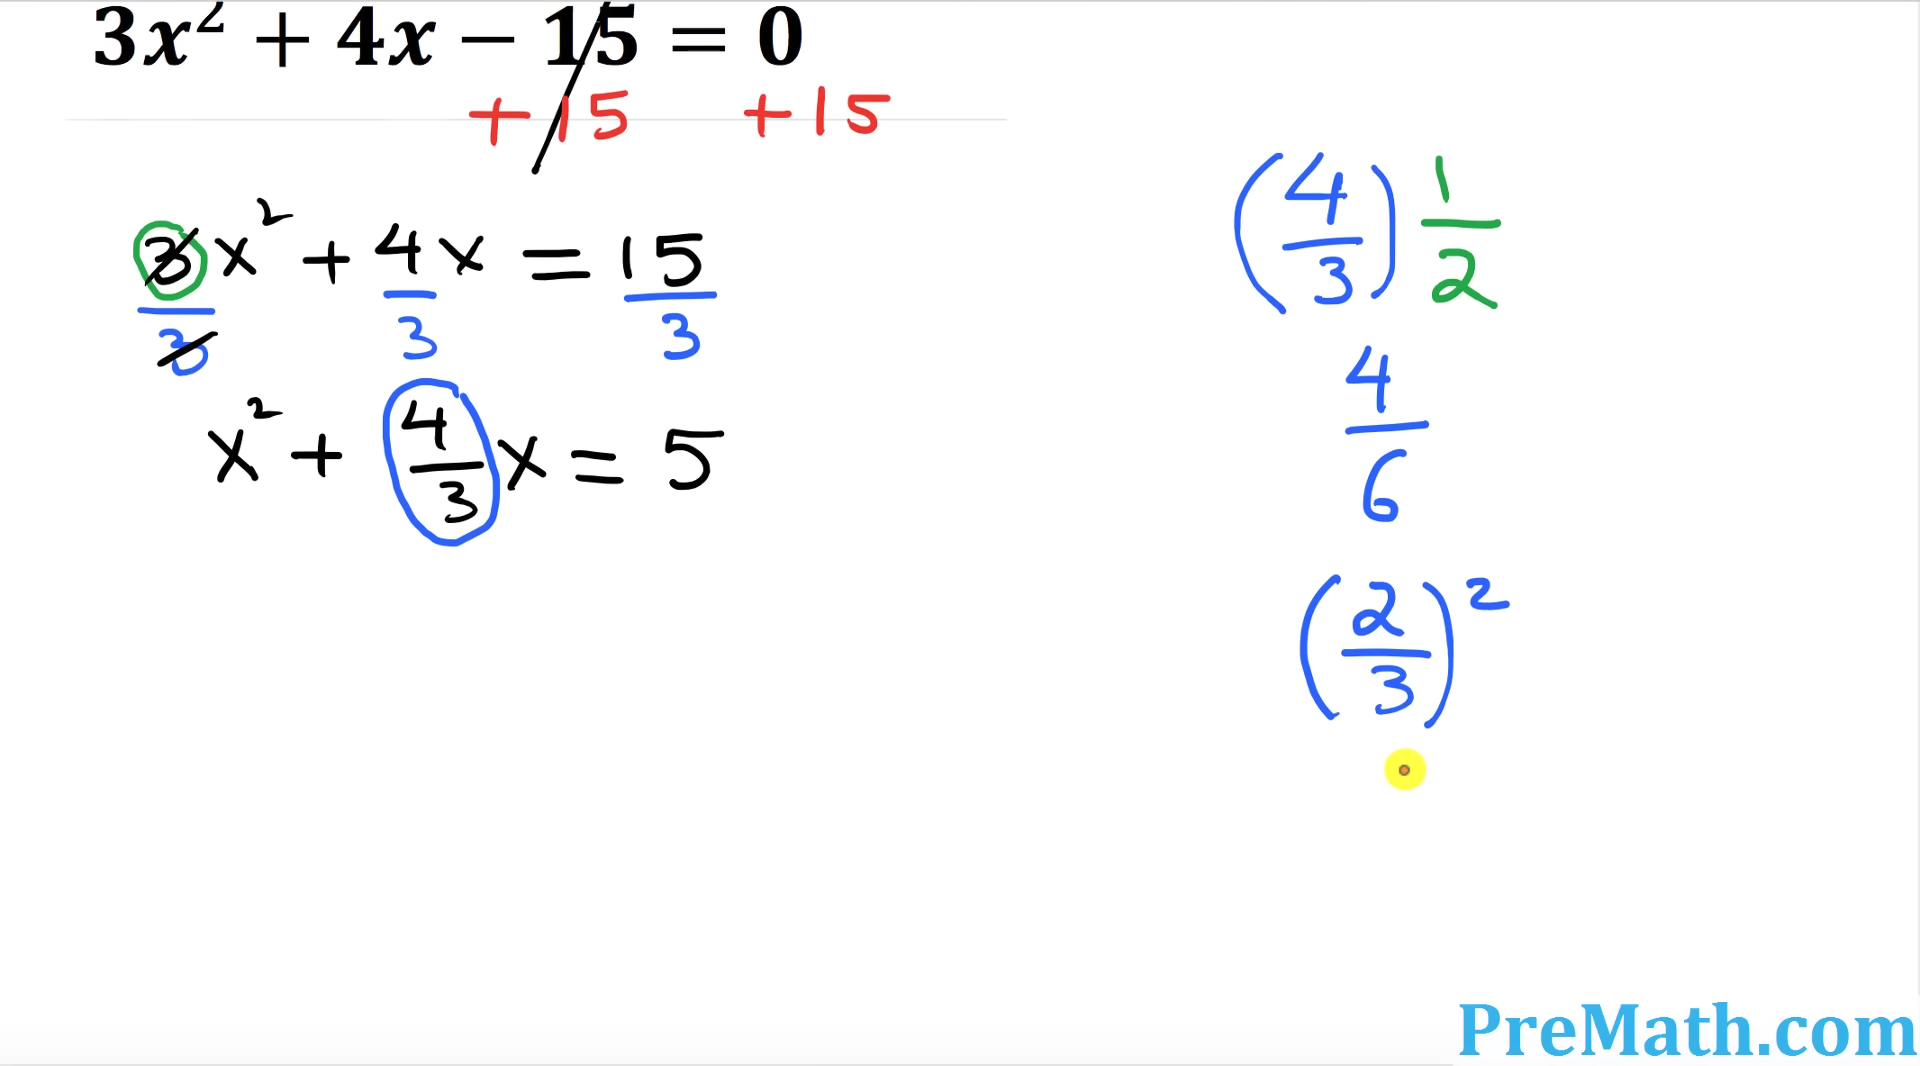 3x² + 4x − 15 = 0
+15 +15
3x² + 4x = 15
3 3 3
x² + 4/3 x = 5
(4/3) 1/2
4/6
(2/3)²
PreMath.com